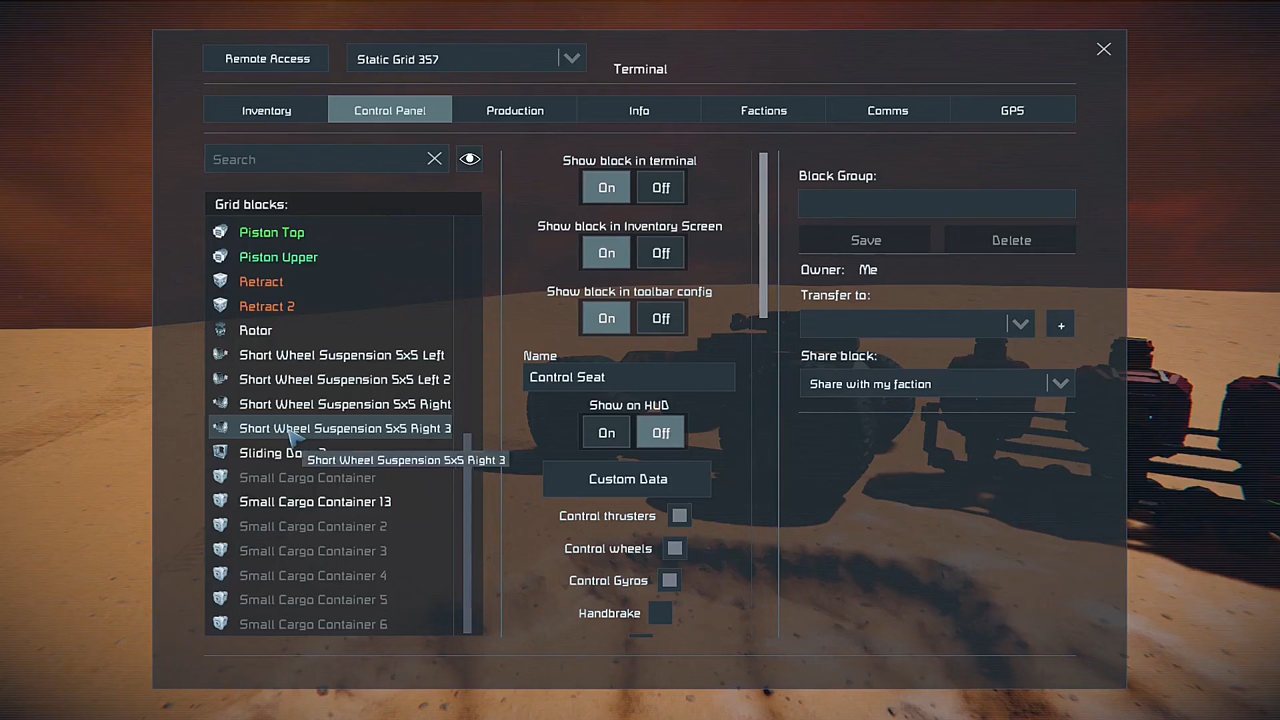 Remote Access
Static Grid 357
Terminal
Inventory
Control Panel
Production
Info
Factions
Comms
GPS
Search
Grid blocks:
Piston Top
Piston Upper
Retract
Retract 2
Rotor
Short Wheel Suspension 5x5 Left
Short Wheel Suspension 5x5 Left 2
Short Wheel Suspension 5x5 Right
Short Wheel Suspension 5x5 Right 3
Sliding Do
Short Wheel Suspension 5x5 Right 3
Small Cargo Container
Small Cargo Container 13
Small Cargo Container 2
Small Cargo Container 3
Small Cargo Container 4
Small Cargo Container 5
Small Cargo Container 6
Show block in terminal
On Off
Show block in Inventory Screen
On Off
Show block in toolbar config
On Off
Name
Control Seat
Show on HUD
On Off
Custom Data
Control thrusters
Control wheels
Control Gyros
Handbrake
Block Group:
Save
Delete
Owner: Me
Transfer to:
+
Share block:
Share with my faction